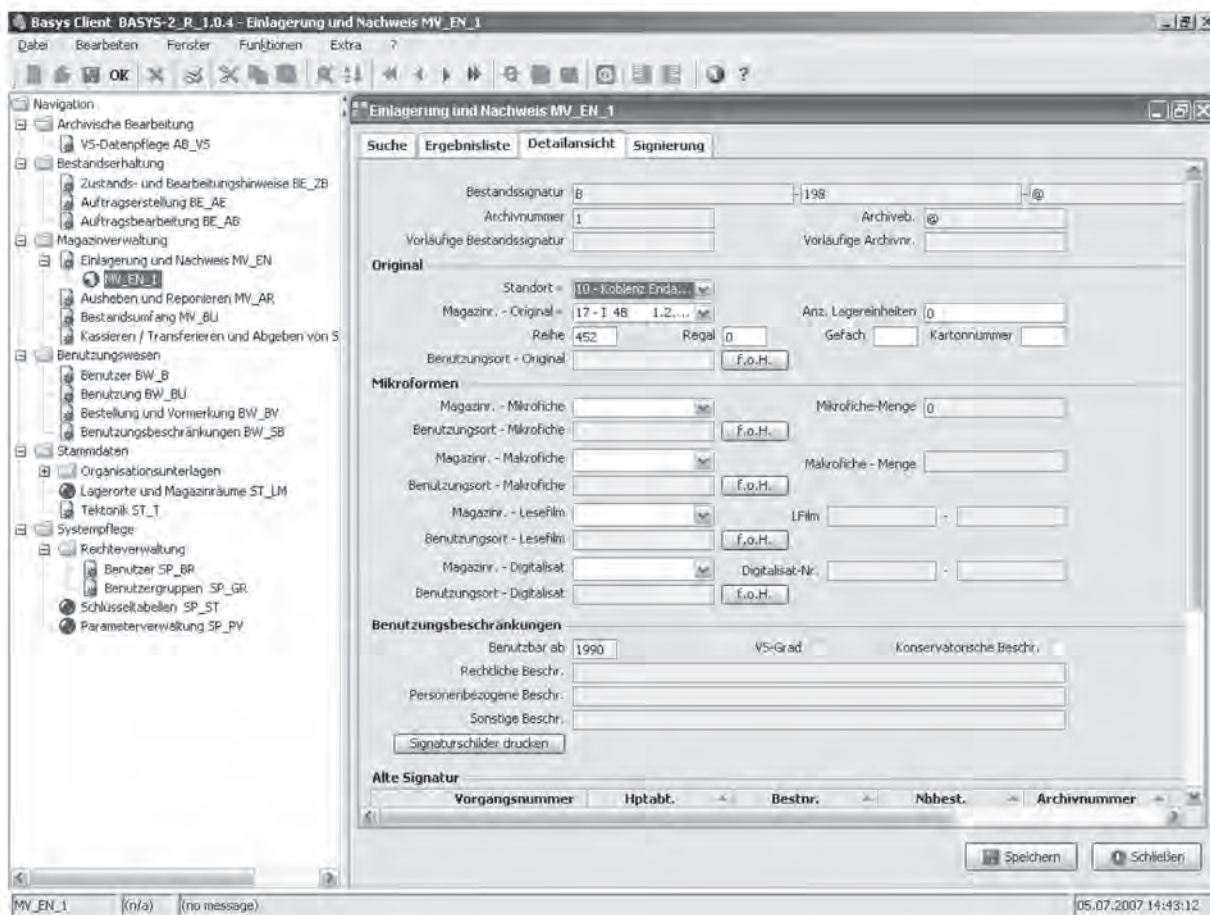 Basys Client BASYS-2_R_1.0.4 - Einlagerung und Nachweis MV_EN_1
Datei Bearbeiten Fenster Funktionen Extra ?
OK ?
Navigation
Archivische Bearbeitung
VS-Datenpflege AB_VS
Bestandserhaltung
Zustands- und Bearbeitungshinweise BE_ZB
Auftragserstellung BE_AE
Auftragsbearbeitung BE_AB
Magazinverwaltung
Einlagerung und Nachweis MV_EN
MV_EN_1
Ausheben und Reponieren MV_AR
Bestandsumfang MV_BU
Kassieren / Transferieren und Abgeben von S
Benutzungswesen
Benutzer BW_B
Benutzung BW_BU
Bestellung und Vormerkung BW_BV
Benutzungsbeschränkungen BW_SB
Stammdaten
Organisationsunterlagen
Lagerorte und Magazinräume ST_LM
Tektonik ST_T
Systempflege
Rechteverwaltung
Benutzer SP_BR
Benutzergruppen SP_GR
Schlüsseltabellen SP_ST
Parameterverwaltung SP_PV
Einlagerung und Nachweis MV_EN_1
Suche Ergebnisliste Detailansicht Signierung
Bestandssignatur B -198 - @
Archivnummer 1 Archiveb. @
Vorläufige Bestandssignatur Vorläufige Archivnr.
Original
Standort = 10 - Koblenz Enda...
Magazinr. - Original = 17 - I 4B 1.2.... Anz. Lagereinheiten 0
Reihe 452 Regal 0 Gefach Kartonnummer
Benutzungsort - Original f.o.H.
Mikroformen
Magazinr. - Mikrofiche Mikrofiche-Menge 0
Benutzungsort - Mikrofiche f.o.H.
Magazinr. - Makrofiche Makrofiche - Menge
Benutzungsort - Makrofiche f.o.H.
Magazinr. - Lesefilm LFilm -
Benutzungsort - Lesefilm f.o.H.
Magazinr. - Digitalisat Digitalisat-Nr. -
Benutzungsort - Digitalisat f.o.H.
Benutzungsbeschränkungen
Benutzbar ab 1990 VS-Grad Konservatorische Beschr.
Rechtliche Beschr.
Personenbezogene Beschr.
Sonstige Beschr.
Signaturschilder drucken
Alte Signatur
Vorgangsnummer Hptabt. Bestnr. Nbbest. Archivnummer
Speichern Schließen
MV_EN_1 (n/a) (no message) 05.07.2007 14:43:12